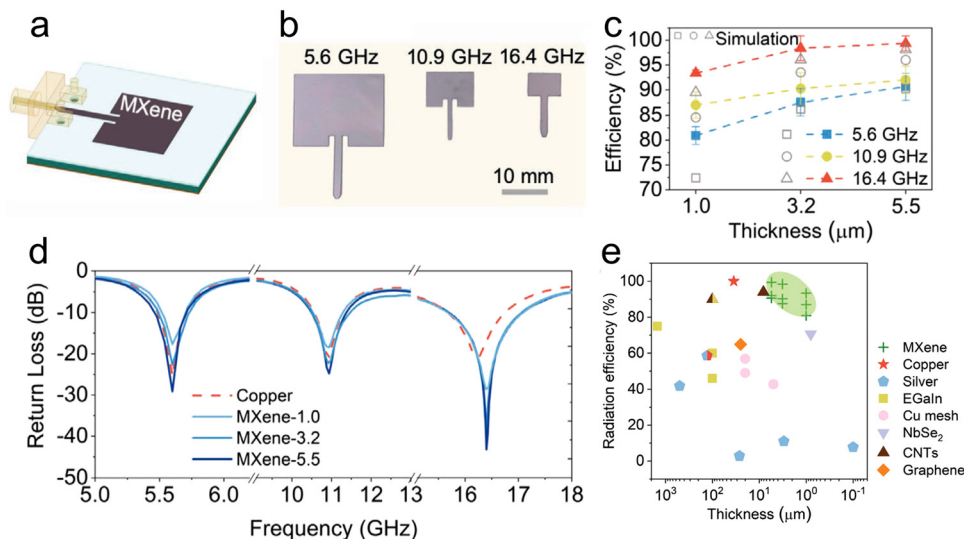 a
MXene
b
5.6 GHz
10.9 GHz
16.4 GHz
10 mm
c
Efficiency (%)
100
95
90
85
80
75
70
Simulation
5.6 GHz
10.9 GHz
16.4 GHz
1.0
3.2
5.5
Thickness (μm)
d
Return Loss (dB)
0
-10
-20
-30
-40
-50
Copper
MXene-1.0
MXene-3.2
MXene-5.5
5.0
5.5
6.0
10
11
12
13
15
16
17
18
Frequency (GHz)
e
Radiation efficiency (%)
100
80
60
40
20
0
10³
10²
10¹
10⁰
10⁻¹
Thickness (μm)
MXene
Copper
Silver
EGaIn
Cu mesh
NbSe₂
CNTs
Graphene